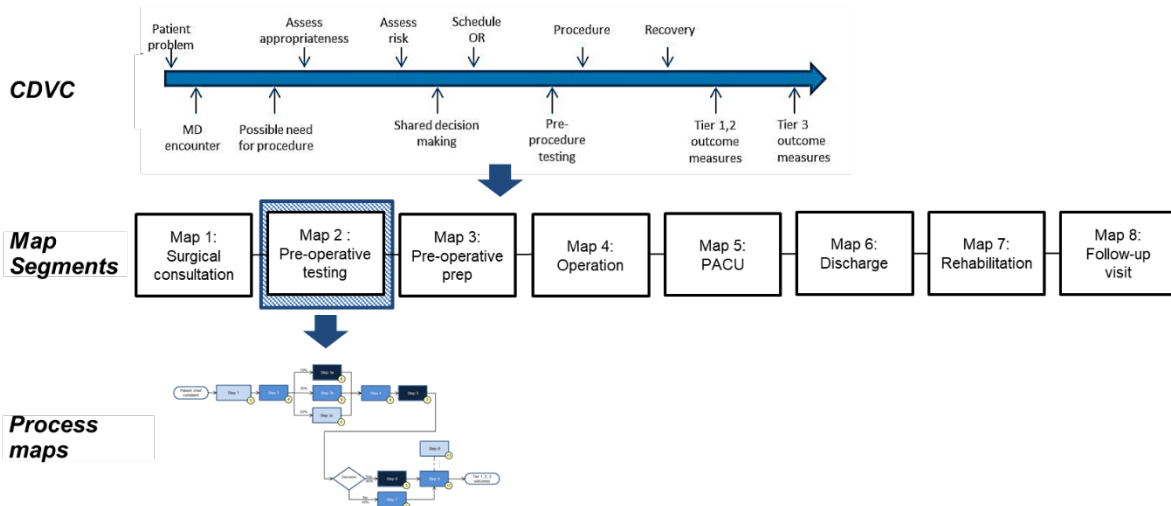 Patient
problem
Assess
appropriateness
Assess
risk
Schedule
OR
Procedure
Recovery
CDVC
MD
encounter
Possible need
for procedure
Shared decision
making
Pre-
procedure
testing
Tier 1,2
outcome
measures
Tier 3
outcome
measures
Map
Segments
Map 1:
Surgical
consultation
Map 2 :
Pre-operative
testing
Map 3:
Pre-operative
prep
Map 4:
Operation
Map 5:
PACU
Map 6:
Discharge
Map 7:
Rehabilitation
Map 8:
Follow-up
visit
Process
maps
Step 1
Decision